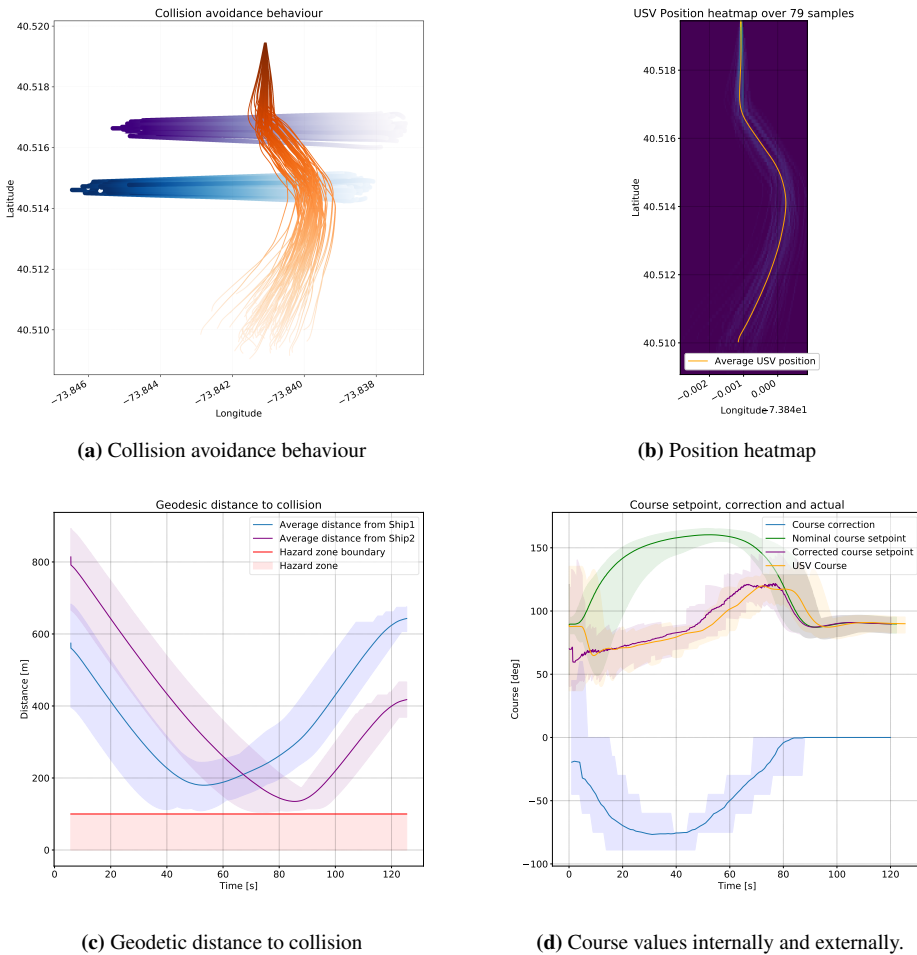 Collision avoidance behaviour
40.520
40.518
40.516
40.514
40.512
40.510
Latitude
−73.846
−73.844
−73.842
−73.840
−73.838
Longitude
(a) Collision avoidance behaviour
USV Position heatmap over 79 samples
40.518
40.516
40.514
40.512
40.510
Latitude
Average USV position
−0.002
−0.001
0.000
Longitude
−7.384e1
(b) Position heatmap
Geodesic distance to collision
Average distance from Ship1
Average distance from Ship2
Hazard zone boundary
Hazard zone
800
600
400
200
0
Distance [m]
0 20 40 60 80 100 120
Time [s]
(c) Geodetic distance to collision
Course setpoint, correction and actual
Course correction
Nominal course setpoint
Corrected course setpoint
USV Course
150
100
50
0
−50
−100
Course [deg]
0 20 40 60 80 100 120
Time [s]
(d) Course values internally and externally.